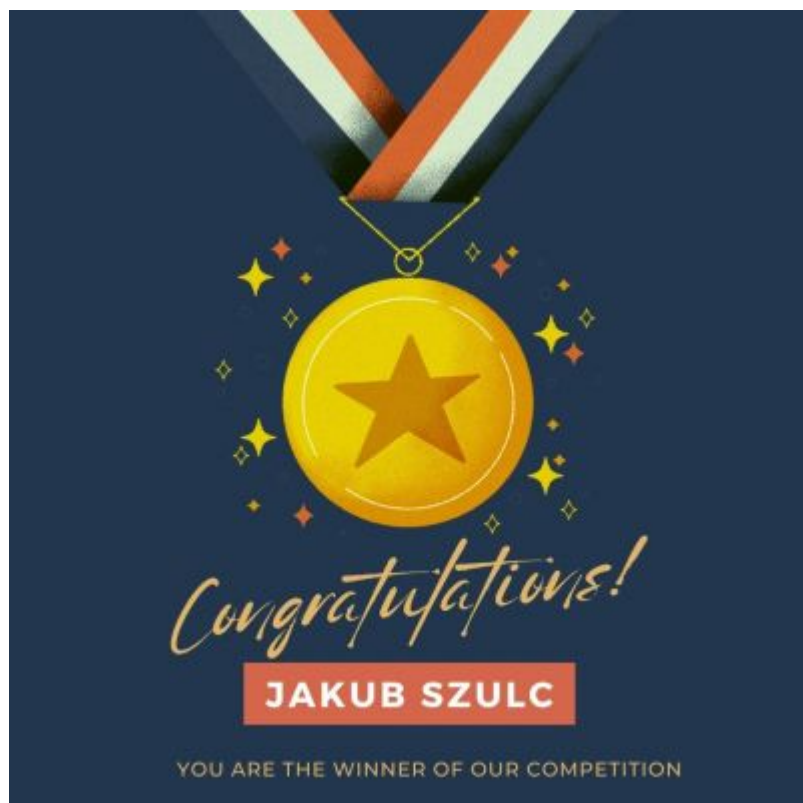 Congratulations!
JAKUB SZULC
YOU ARE THE WINNER OF OUR COMPETITION